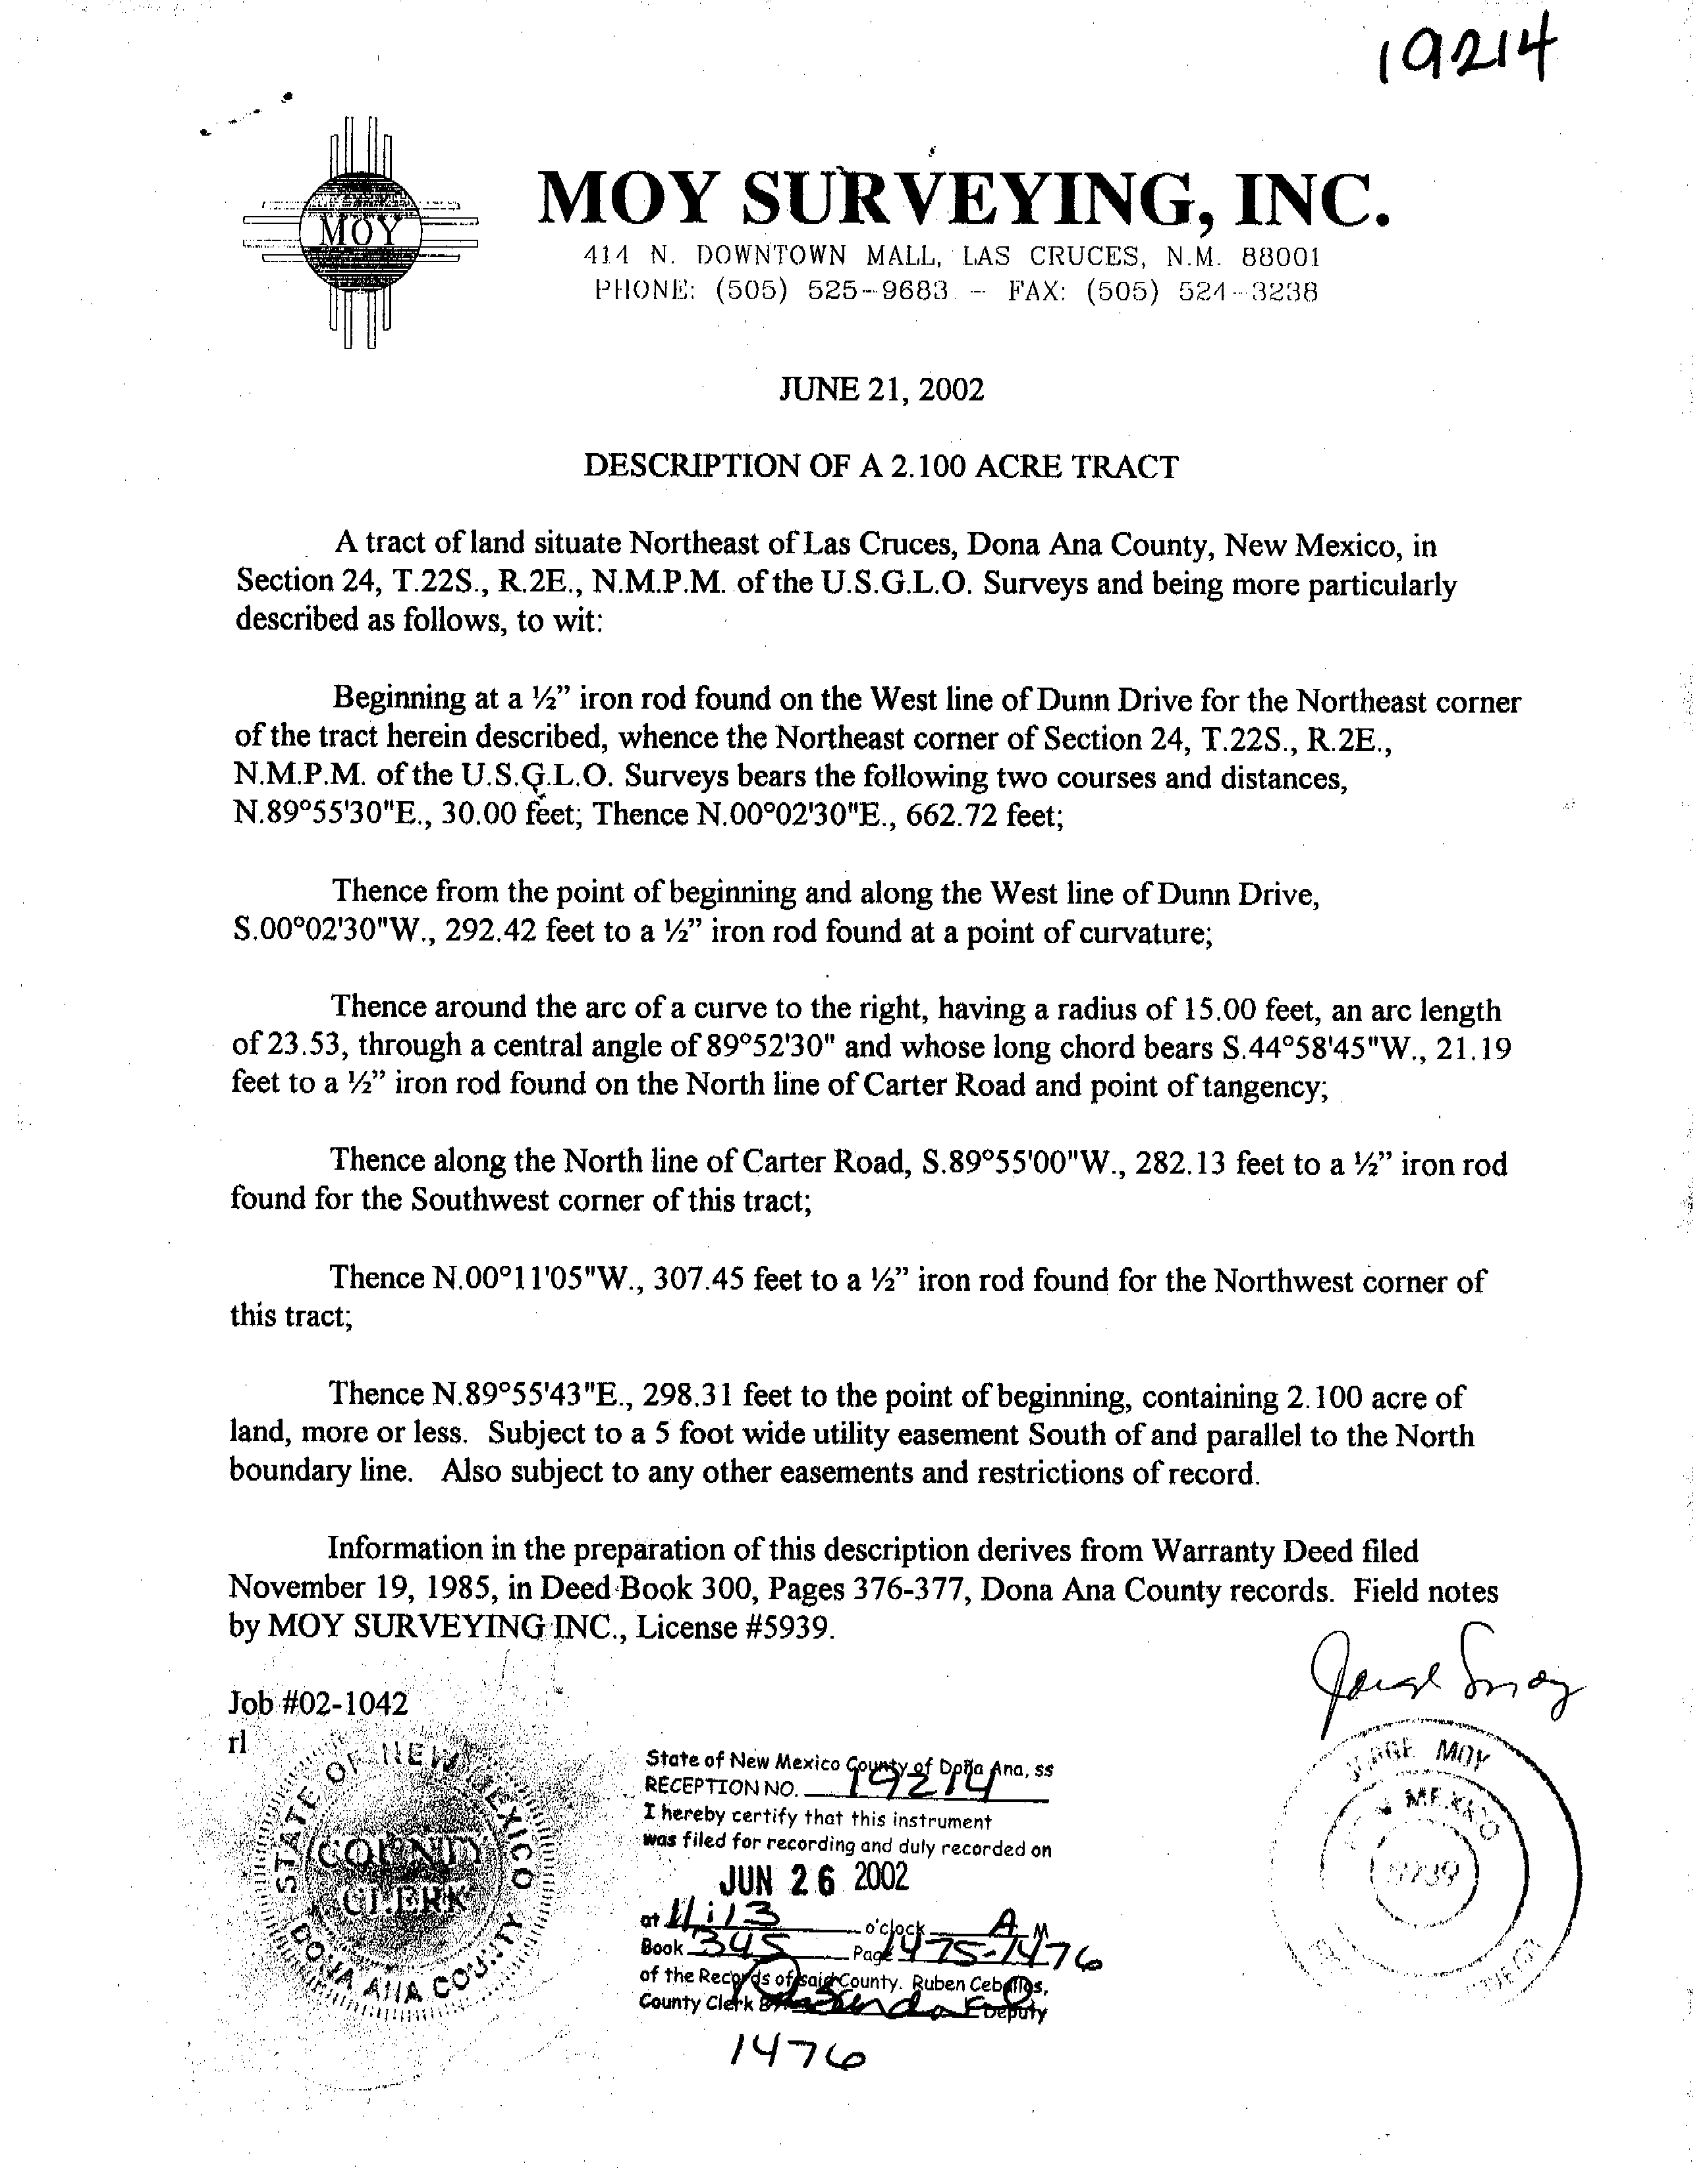 19214
MOY
MOY SURVEYING, INC.
414 N. DOWNTOWN MALL, LAS CRUCES, N.M. 88001
PHONE: (505) 525-9683 - FAX: (505) 524-3238
JUNE 21, 2002
DESCRIPTION OF A 2.100 ACRE TRACT
A tract of land situate Northeast of Las Cruces, Dona Ana County, New Mexico, in
Section 24, T.22S., R.2E., N.M.P.M. of the U.S.G.L.O. Surveys and being more particularly
described as follows, to wit:
Beginning at a ½” iron rod found on the West line of Dunn Drive for the Northeast corner
of the tract herein described, whence the Northeast corner of Section 24, T.22S., R.2E.,
N.M.P.M. of the U.S.G.L.O. Surveys bears the following two courses and distances,
N.89°55'30"E., 30.00 feet; Thence N.00°02'30"E., 662.72 feet;
Thence from the point of beginning and along the West line of Dunn Drive,
S.00°02'30"W., 292.42 feet to a ½” iron rod found at a point of curvature;
Thence around the arc of a curve to the right, having a radius of 15.00 feet, an arc length
of 23.53, through a central angle of 89°52'30" and whose long chord bears S.44°58'45"W., 21.19
feet to a ½” iron rod found on the North line of Carter Road and point of tangency;
Thence along the North line of Carter Road, S.89°55'00"W., 282.13 feet to a ½” iron rod
found for the Southwest corner of this tract;
Thence N.00°11'05"W., 307.45 feet to a ½” iron rod found for the Northwest corner of
this tract;
Thence N.89°55'43"E., 298.31 feet to the point of beginning, containing 2.100 acre of
land, more or less. Subject to a 5 foot wide utility easement South of and parallel to the North
boundary line. Also subject to any other easements and restrictions of record.
Information in the preparation of this description derives from Warranty Deed filed
November 19, 1985, in Deed Book 300, Pages 376-377, Dona Ana County records. Field notes
by MOY SURVEYING INC., License #5939.
Jorge Moy
Job #02-1042
rl
STATE OF NEW MEXICO
COUNTY
CLERK
DONA ANA COUNTY
State of New Mexico County of Doña Ana, ss
RECEPTION NO. 19214
I hereby certify that this instrument
was filed for recording and duly recorded on
JUN 26 2002
at 11:13 o'clock A M
Book 345 Page 1475-1476
of the Records of said County. Ruben Ceballos,
County Clerk Deputy
1476
JORGE MOY
NEW MEXICO
5939